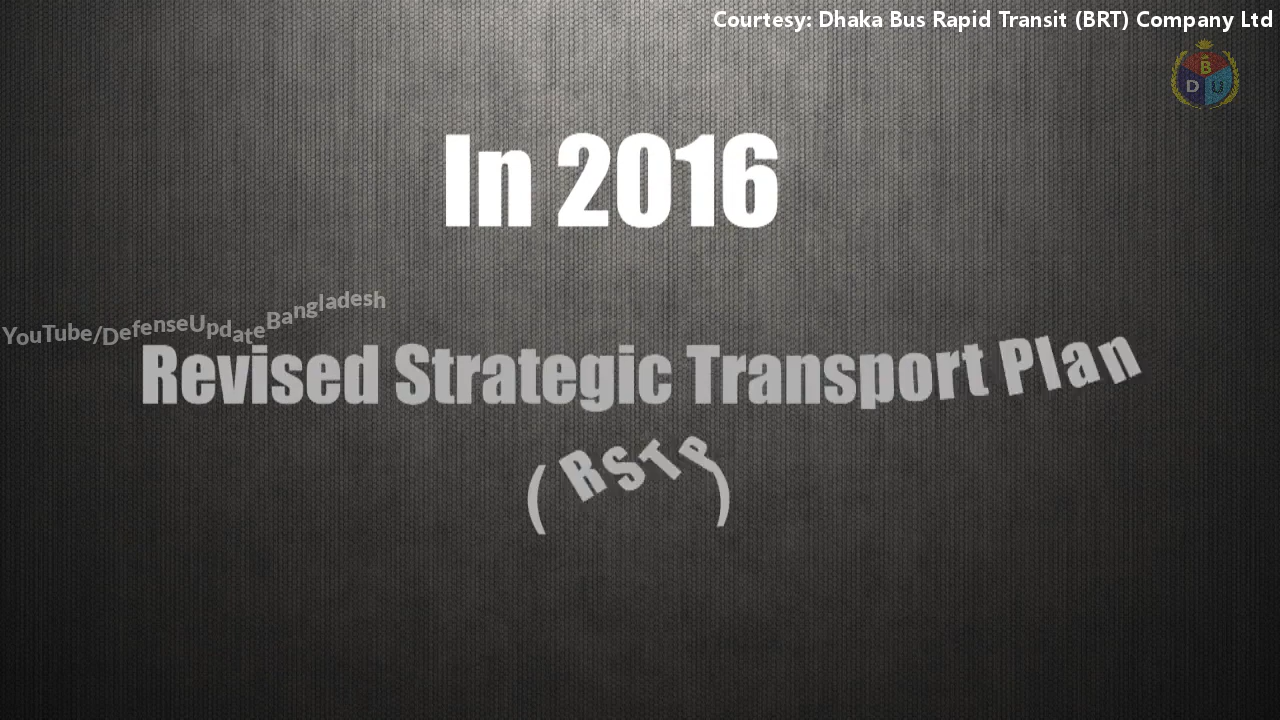 Courtesy: Dhaka Bus Rapid Transit (BRT) Company Ltd
B
D U
In 2016
YouTube/DefenseUpdateBangladesh
Revised Strategic Transport Plan
(RSTP)